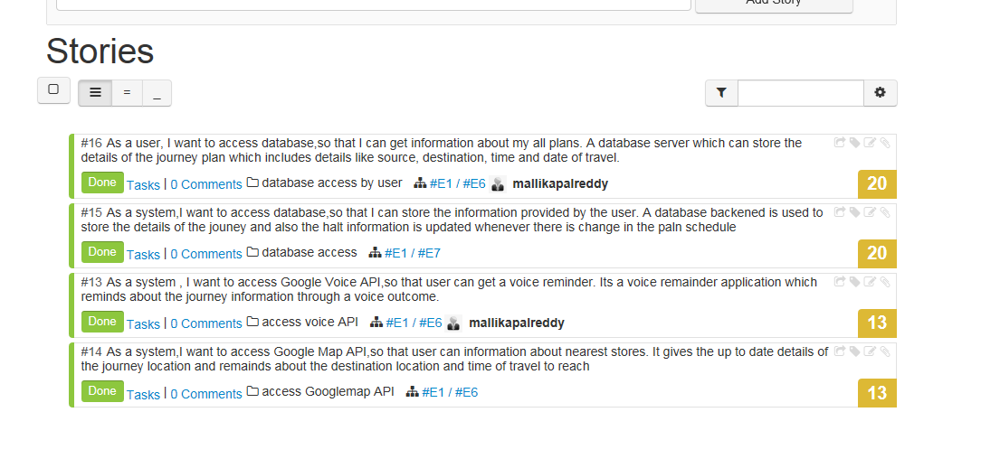 Add Story
Stories
= _
#16 As a user, I want to access database,so that I can get information about my all plans. A database server which can store the
details of the journey plan which includes details like source, destination, time and date of travel.
Done Tasks | 0 Comments database access by user #E1 / #E6 mallikapalreddy 20
#15 As a system,I want to access database,so that I can store the information provided by the user. A database backened is used to
store the details of the jouney and also the halt information is updated whenever there is change in the paln schedule
Done Tasks | 0 Comments database access #E1 / #E7 20
#13 As a system , I want to access Google Voice API,so that user can get a voice reminder. Its a voice remainder application which
reminds about the journey information through a voice outcome.
Done Tasks | 0 Comments access voice API #E1 / #E6 mallikapalreddy 13
#14 As a system,I want to access Google Map API,so that user can information about nearest stores. It gives the up to date details of
the journey location and remainds about the destination location and time of travel to reach
Done Tasks | 0 Comments access Googlemap API #E1 / #E6 13